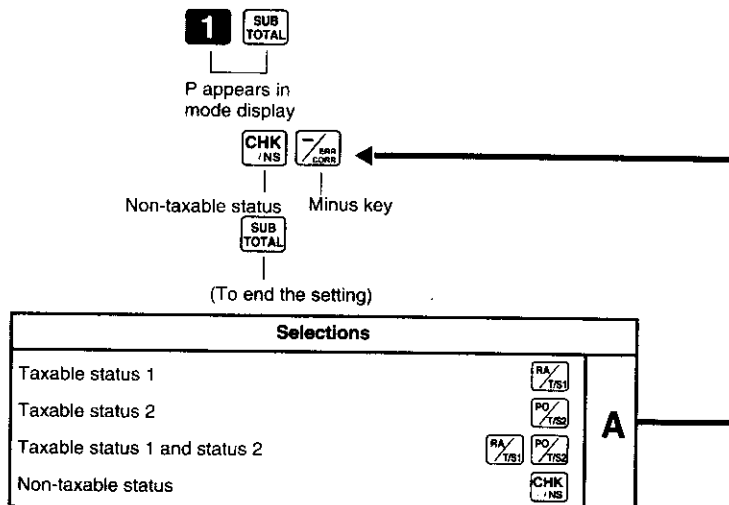 1 SUB TOTAL
P appears in
mode display
CHK /NS − ERR CORR
Non-taxable status Minus key
SUB TOTAL
(To end the setting)
Selections
Taxable status 1 RA T/S1
Taxable status 2 PO T/S2
A
Taxable status 1 and status 2 RA T/S1 PO T/S2
Non-taxable status CHK /NS